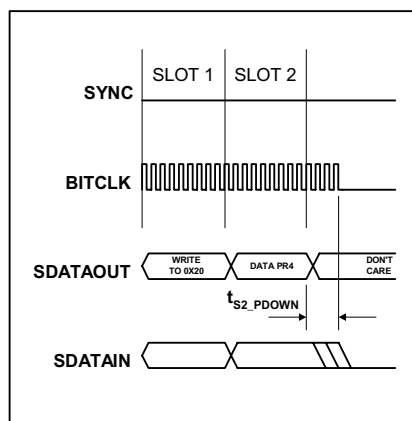 SLOT 1 SLOT 2
SYNC
BITCLK
SDATAOUT
WRITE
TO 0X20
DATA PR4
DON'T
CARE
tS2_PDOWN
SDATAIN